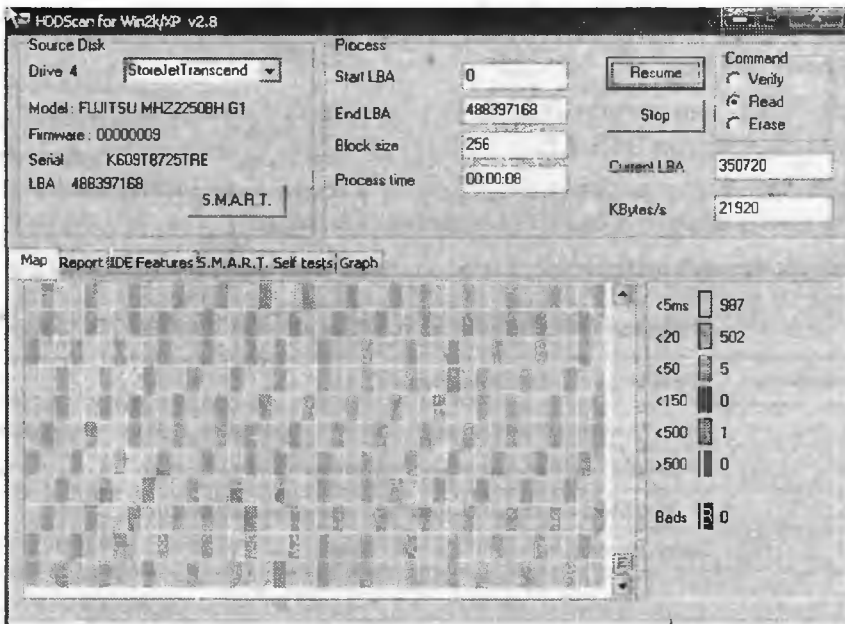 HDDScan for Win2k/XP v2.8
Source Disk
Drive 4 StoreJetTranscend
Model: FUJITSU MHZ2250BH G1
Firmware: 00000009
Serial K609T8725TRE
LBA 488397168
S.M.A.R.T.
Process
Start LBA 0
End LBA 488397168
Block size 256
Process time 00:00:08
Resume
Stop
Command
Verify
Read
Erase
Current LBA 350720
KBytes/s 21920
Map Report IDE Features S.M.A.R.T. Self tests Graph
<5ms 987
<20 502
<50 5
<150 0
<500 1
>500 0
Bads B 0